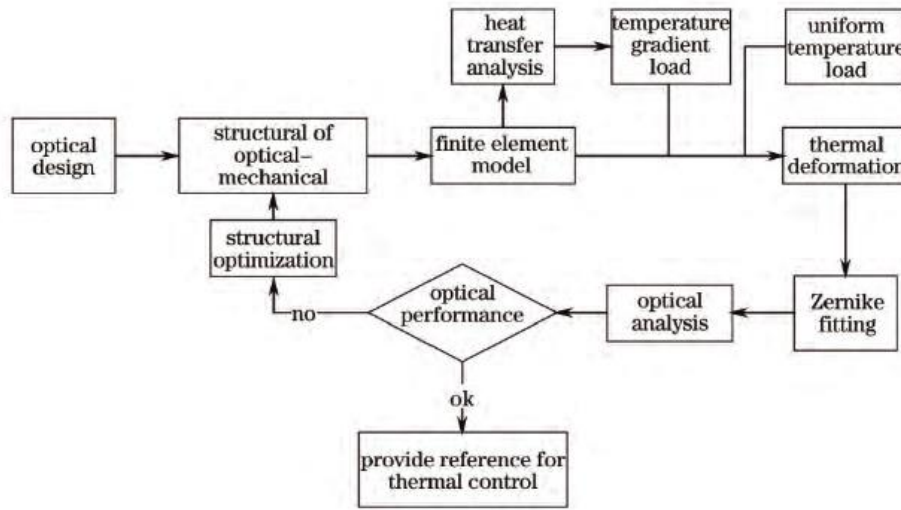 heat
transfer
analysis
temperature
gradient
load
uniform
temperature
load
optical
design
structural of
optical-
mechanical
finite element
model
thermal
deformation
structural
optimization
optical
performance
no
optical
analysis
Zernike
fitting
ok
provide reference for
thermal control